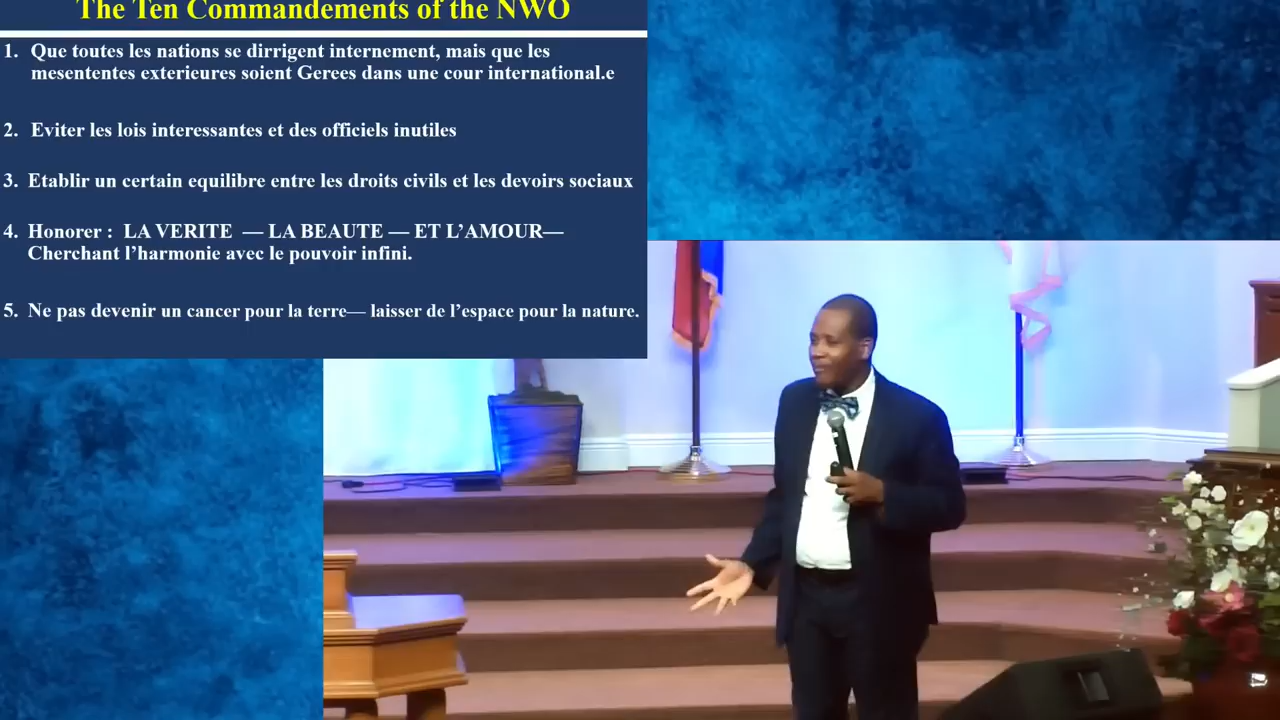 The Ten Commandements of the NWO
1. Que toutes les nations se dirrigent internement, mais que les
mesententes exterieures soient Gerees dans une cour international.e
2. Eviter les lois interessantes et des officiels inutiles
3. Etablir un certain equilibre entre les droits civils et les devoirs sociaux
4. Honorer : LA VERITE — LA BEAUTE — ET L’AMOUR—
Cherchant l’harmonie avec le pouvoir infini.
5. Ne pas devenir un cancer pour la terre— laisser de l’espace pour la nature.